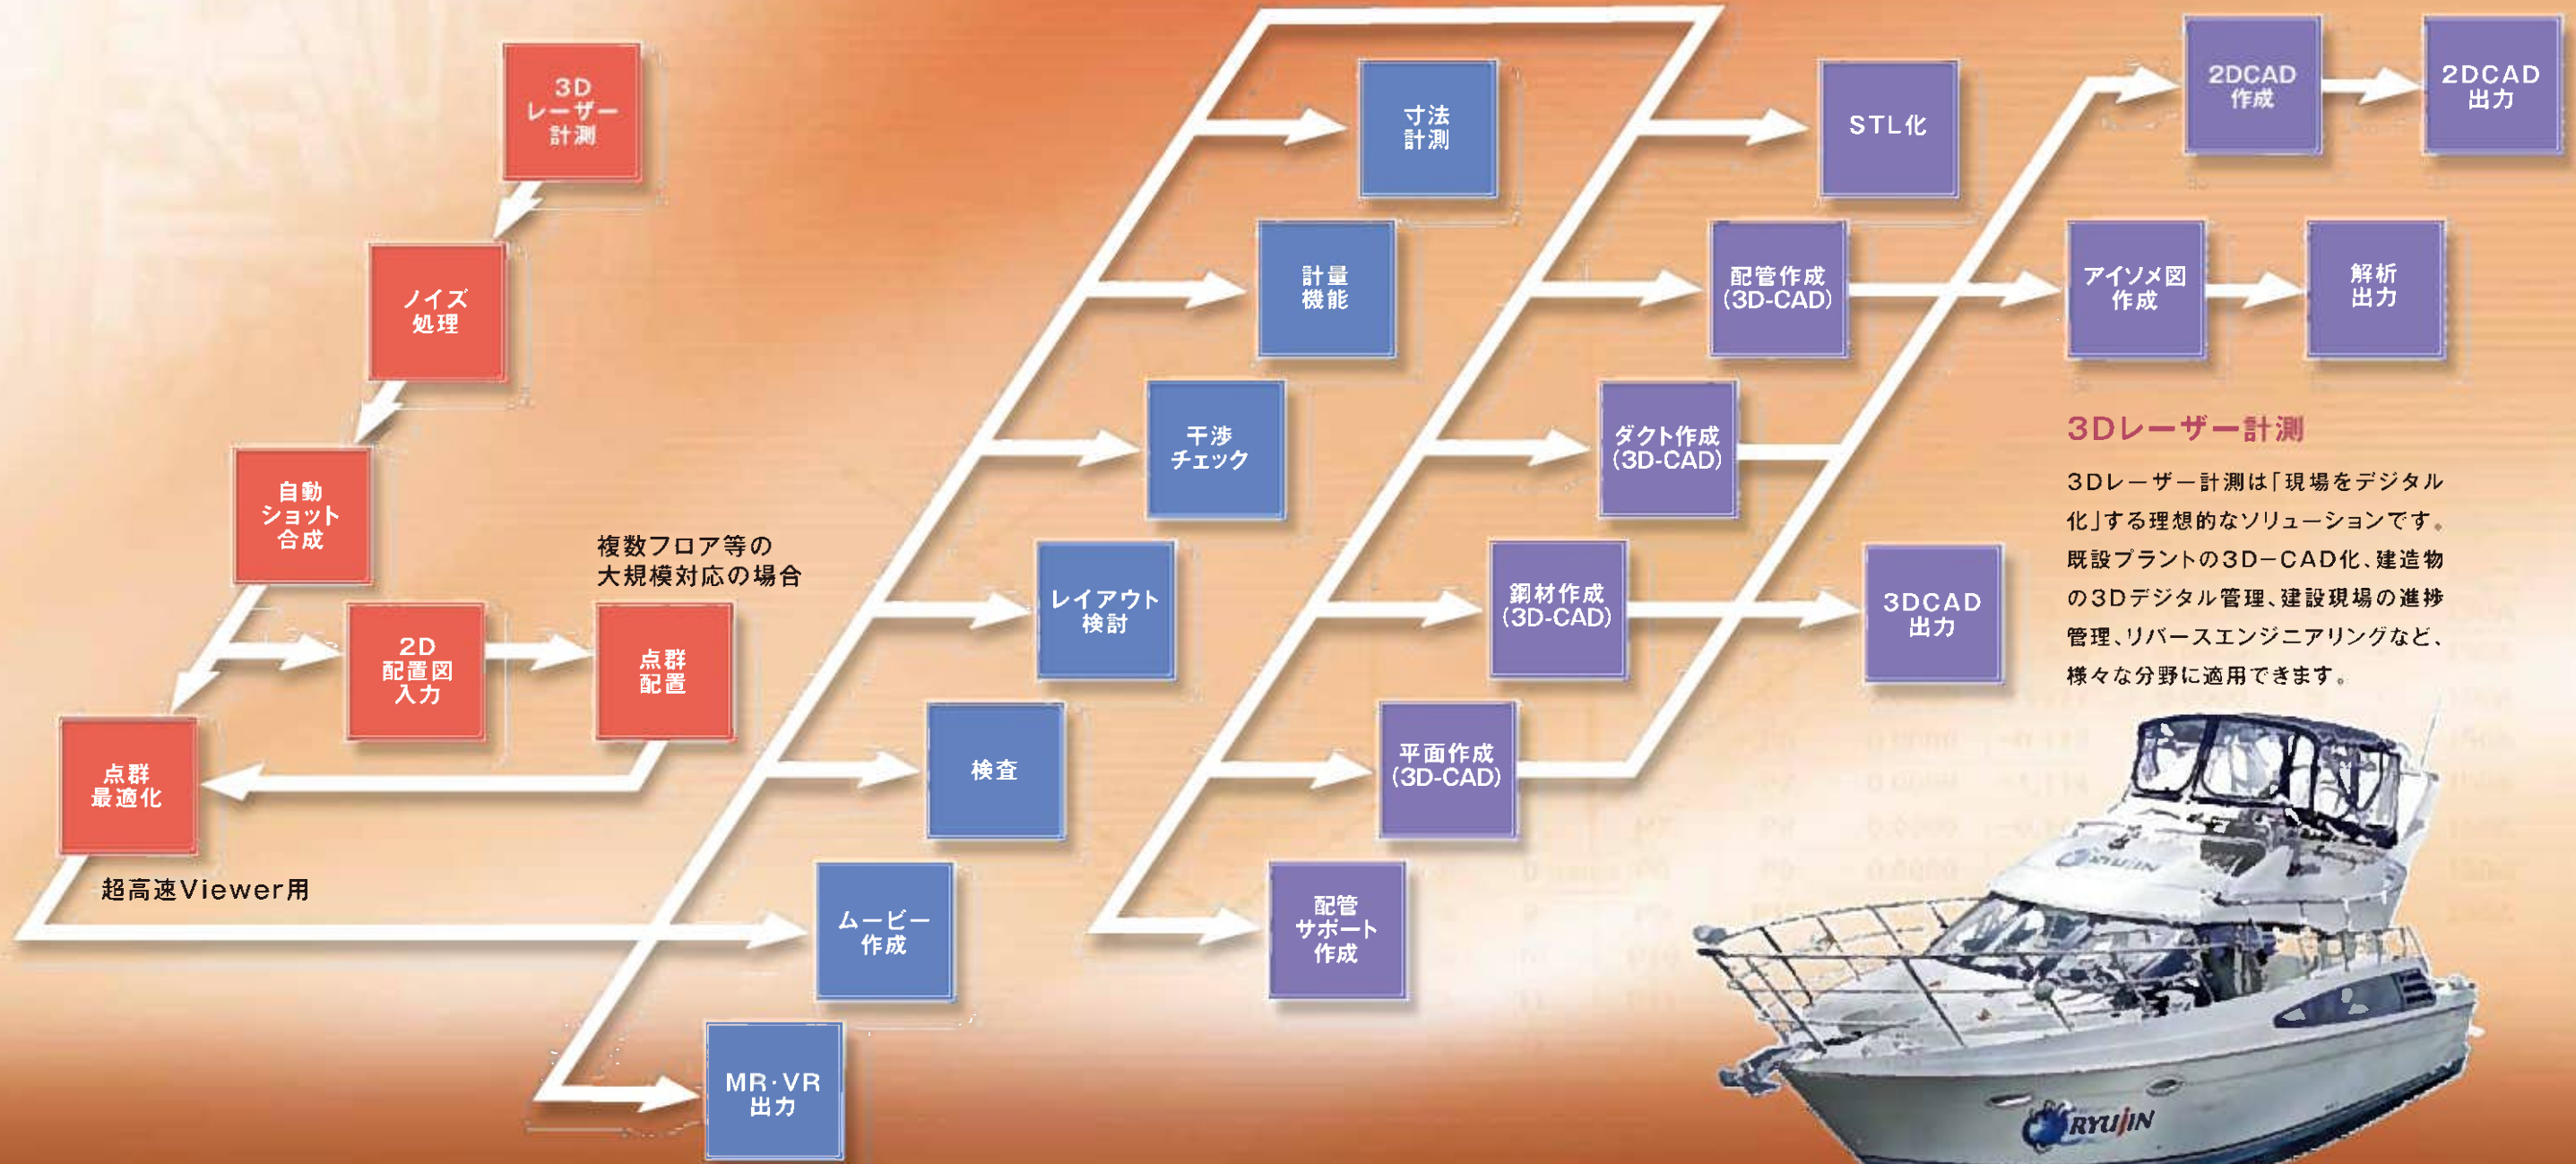 3D
レーザー
計測
ノイズ
処理
自動
ショット
合成
複数フロア等の
大規模対応の場合
2D
配置図
入力
点群
配置
点群
最適化
超高速Viewer用
寸法
計測
計量
機能
干渉
チェック
レイアウト
検討
検査
ムービー
作成
MR・VR
出力
STL化
配管作成
(3D-CAD)
ダクト作成
(3D-CAD)
鋼材作成
(3D-CAD)
平面作成
(3D-CAD)
配管
サポート
作成
2DCAD
作成
2DCAD
出力
アイソメ図
作成
解析
出力
3DCAD
出力
3Dレーザー計測
3Dレーザー計測は「現場をデジタル
化」する理想的なソリューションです。
既設プラントの3D－CAD化、建造物
の3Dデジタル管理、建設現場の進捗
管理、リバースエンジニアリングなど、
様々な分野に適用できます。
RYUJIN
RYUJIN